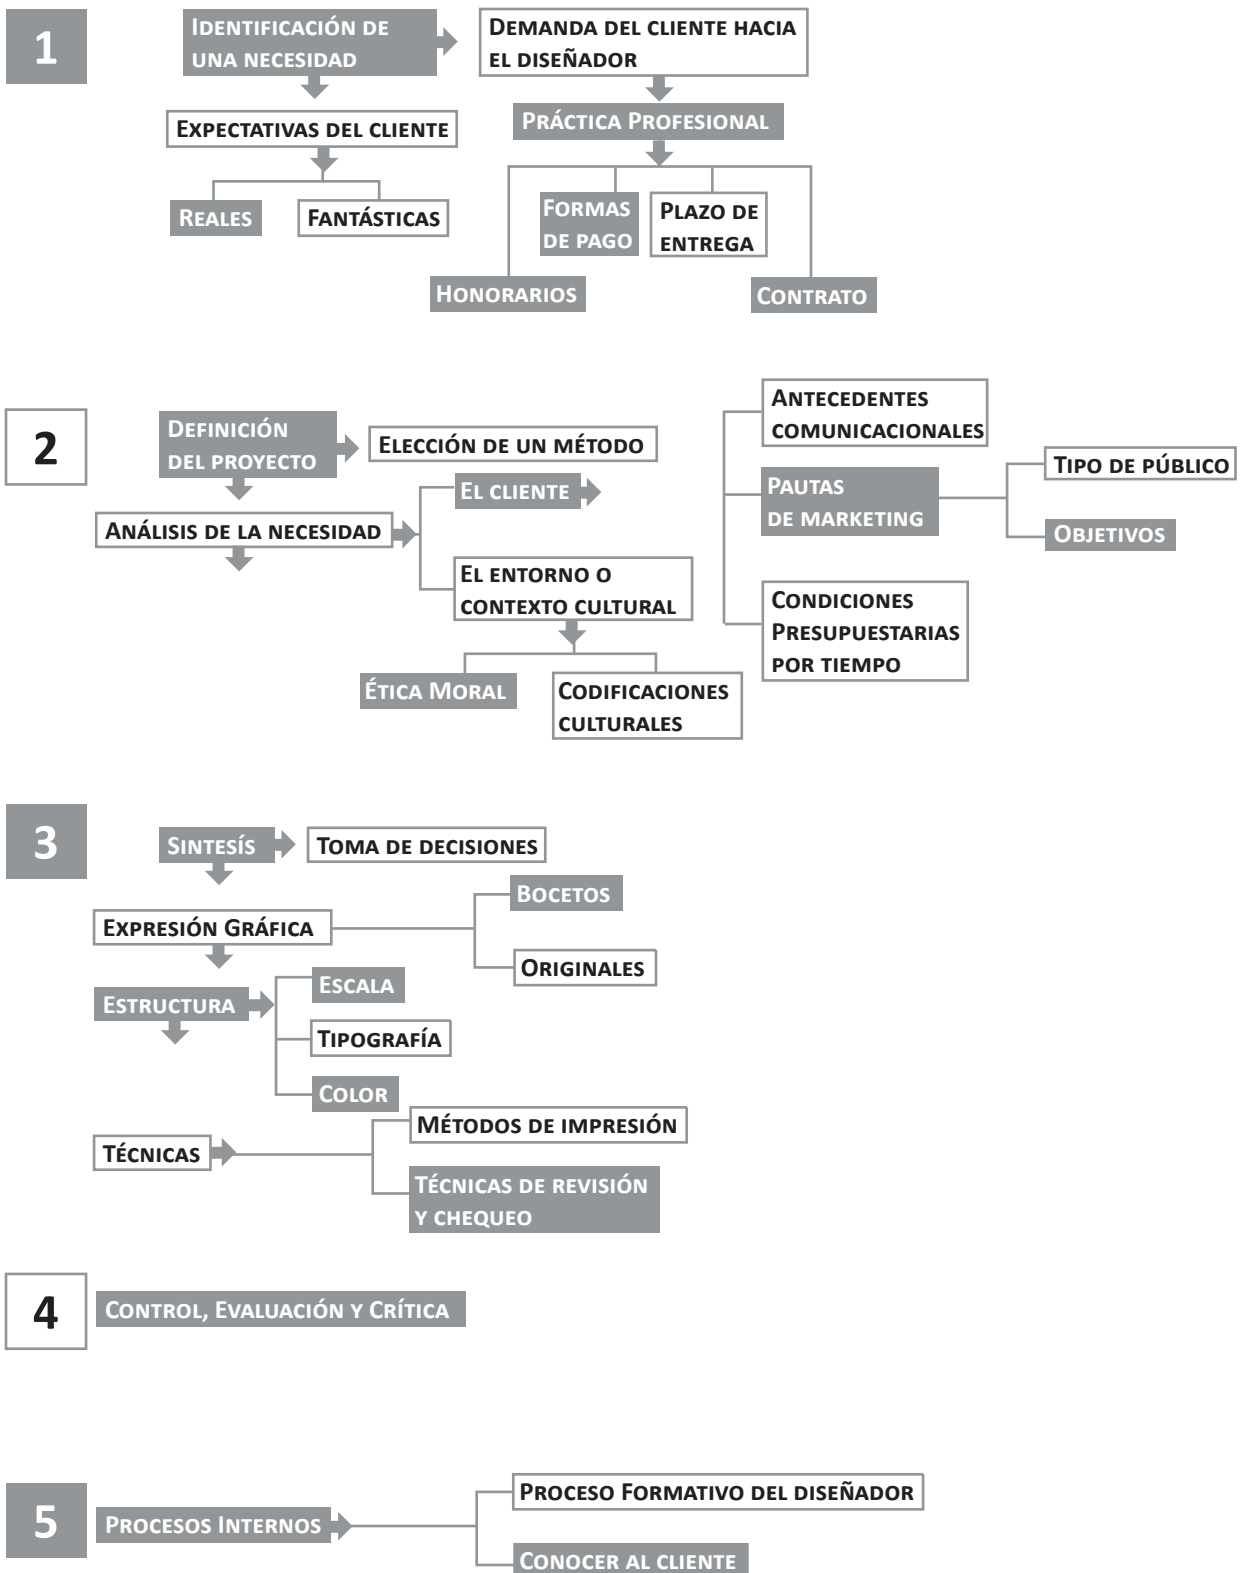 1
IDENTIFICACIÓN DE
UNA NECESIDAD
DEMANDA DEL CLIENTE HACIA
EL DISEÑADOR
EXPECTATIVAS DEL CLIENTE
PRÁCTICA PROFESIONAL
REALES
FANTÁSTICAS
FORMAS
DE PAGO
PLAZO DE
ENTREGA
HONORARIOS
CONTRATO
2
DEFINICIÓN
DEL PROYECTO
ELECCIÓN DE UN MÉTODO
ANÁLISIS DE LA NECESIDAD
EL CLIENTE
EL ENTORNO O
CONTEXTO CULTURAL
ÉTICA MORAL
CODIFICACIONES
CULTURALES
ANTECEDENTES
COMUNICACIONALES
PAUTAS
DE MARKETING
TIPO DE PÚBLICO
OBJETIVOS
CONDICIONES
PRESUPUESTARIAS
POR TIEMPO
3
SINTESÍS
TOMA DE DECISIONES
EXPRESIÓN GRÁFICA
BOCETOS
ORIGINALES
ESTRUCTURA
ESCALA
TIPOGRAFÍA
COLOR
TÉCNICAS
MÉTODOS DE IMPRESIÓN
TÉCNICAS DE REVISIÓN
Y CHEQUEO
4
CONTROL, EVALUACIÓN Y CRÍTICA
5
PROCESOS INTERNOS
PROCESO FORMATIVO DEL DISEÑADOR
CONOCER AL CLIENTE